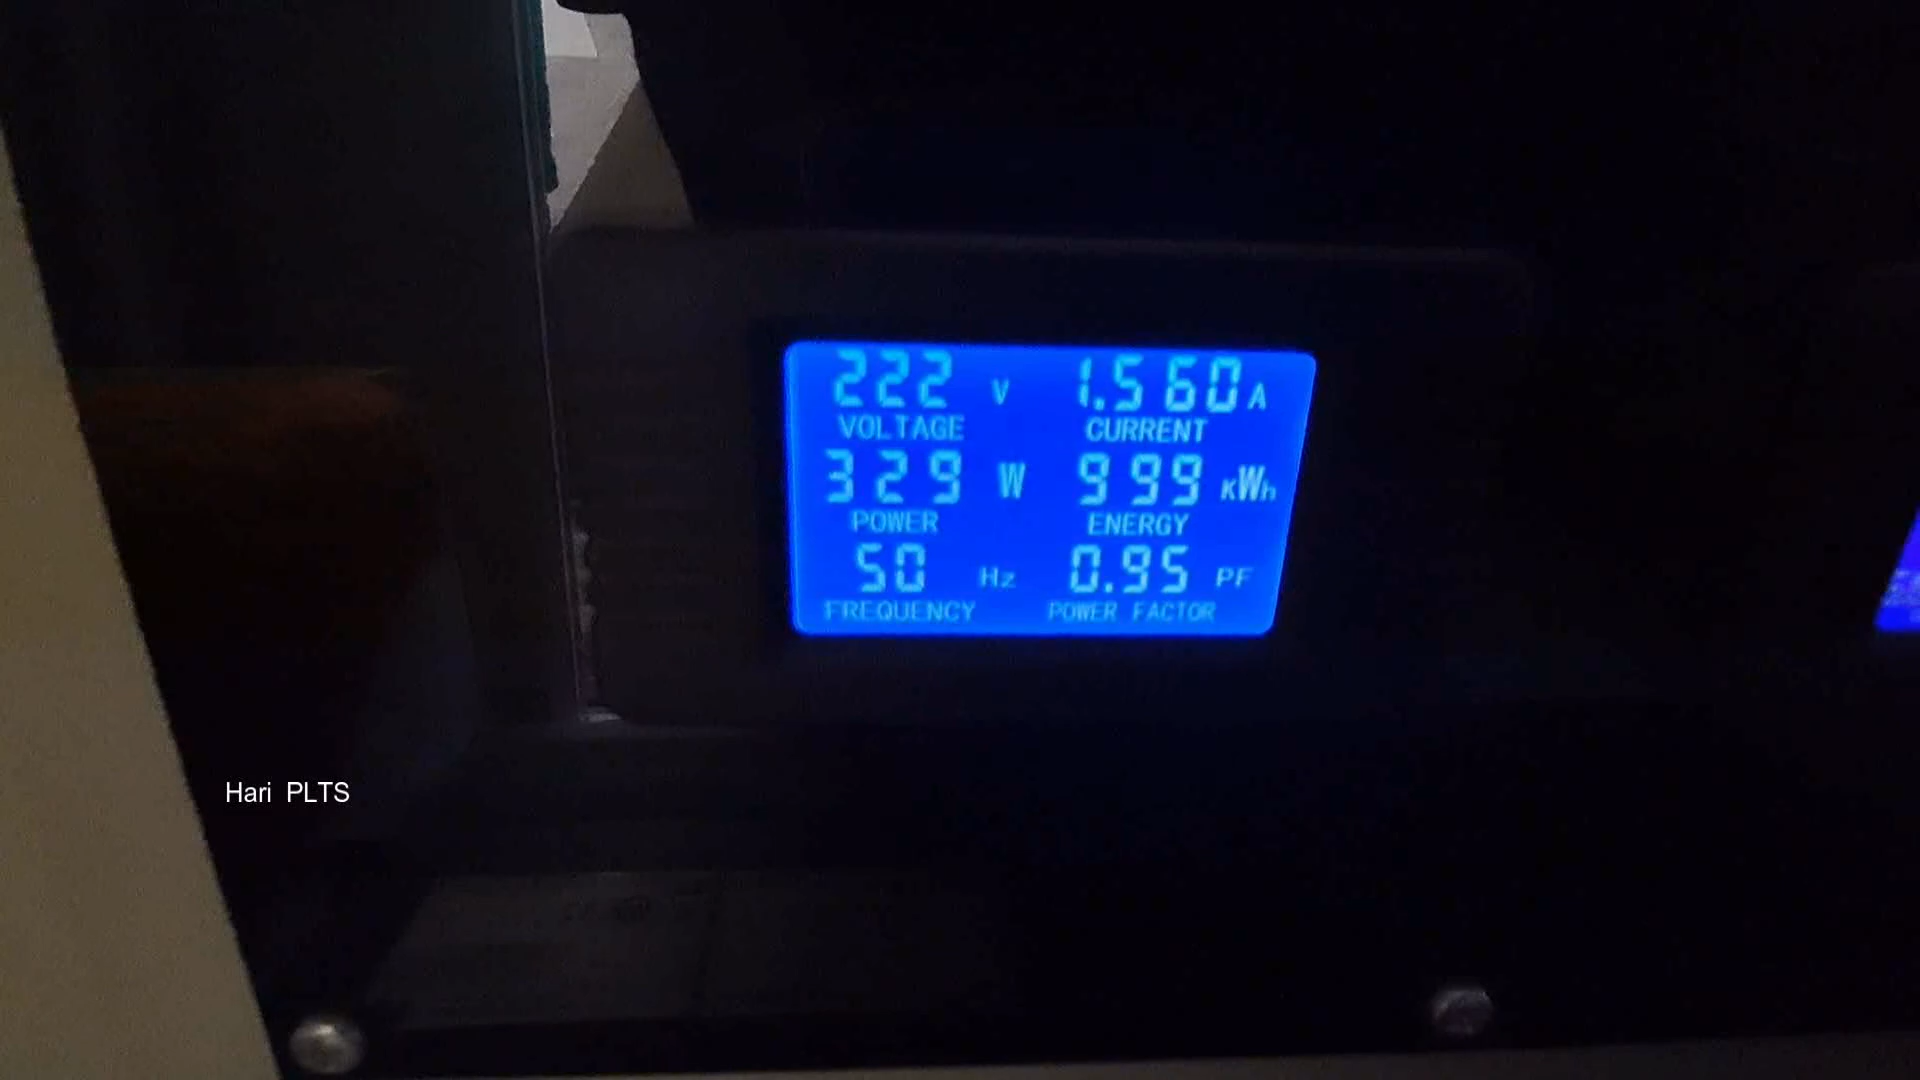 222 V 1.560 A
VOLTAGE CURRENT
329 W 999 KWh
POWER ENERGY
50 Hz 0.95 PF
FREQUENCY POWER FACTOR
Hari PLTS